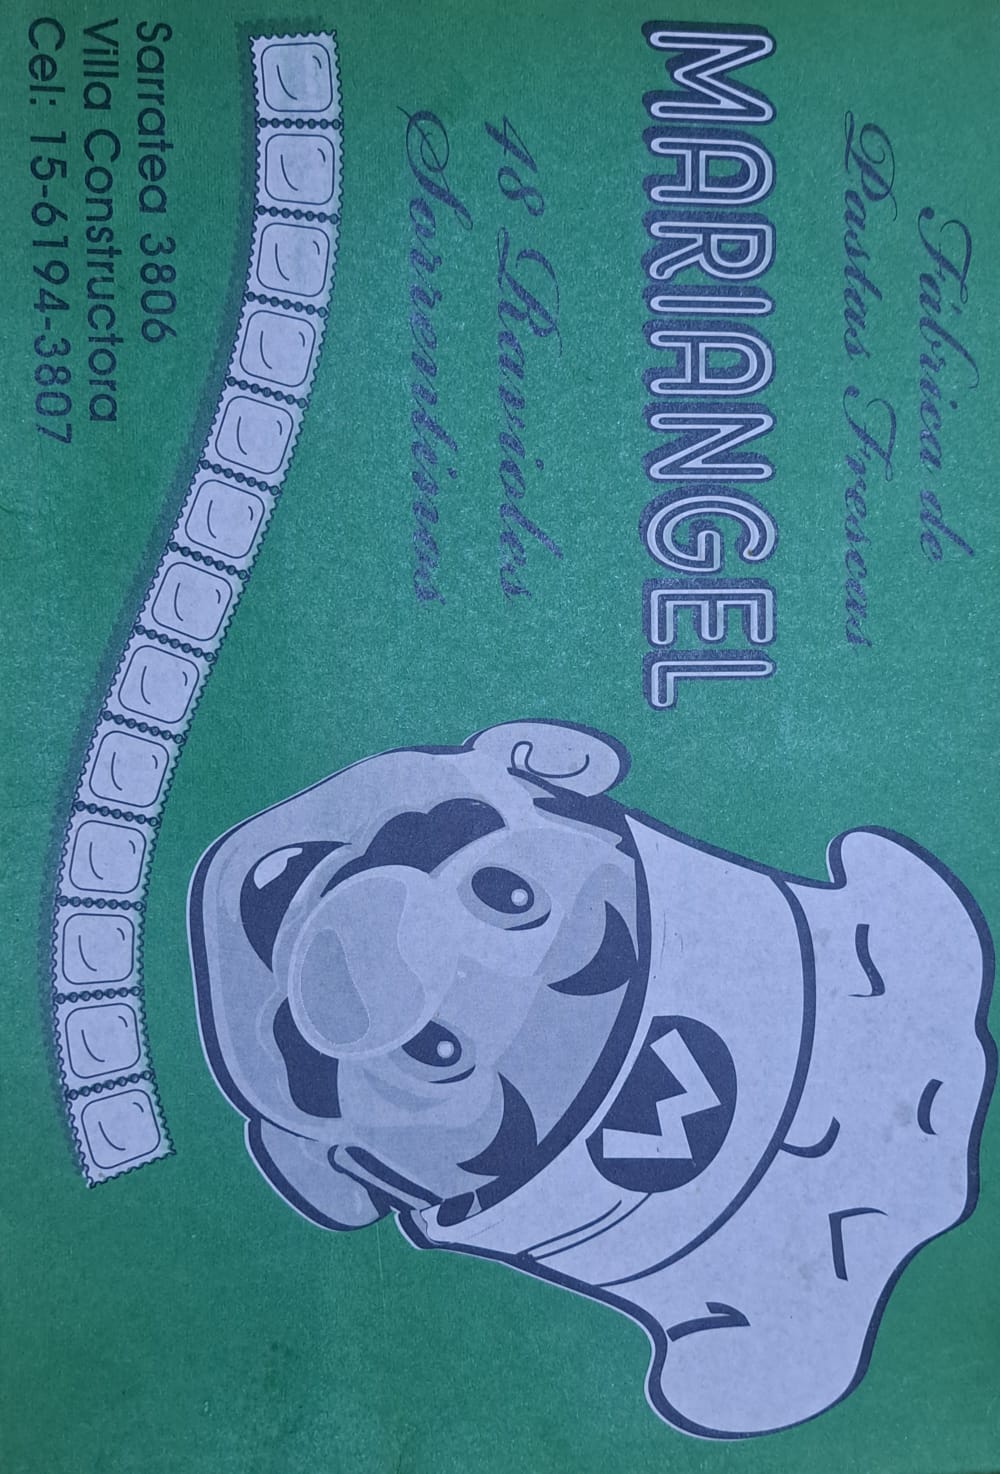 Fábrica de
Pastas Frescas
MARIANGEL
48 Ravioles
Sorrentinos
M
Sarratea 3806
Villa Constructora
Cel: 15-6194-3807